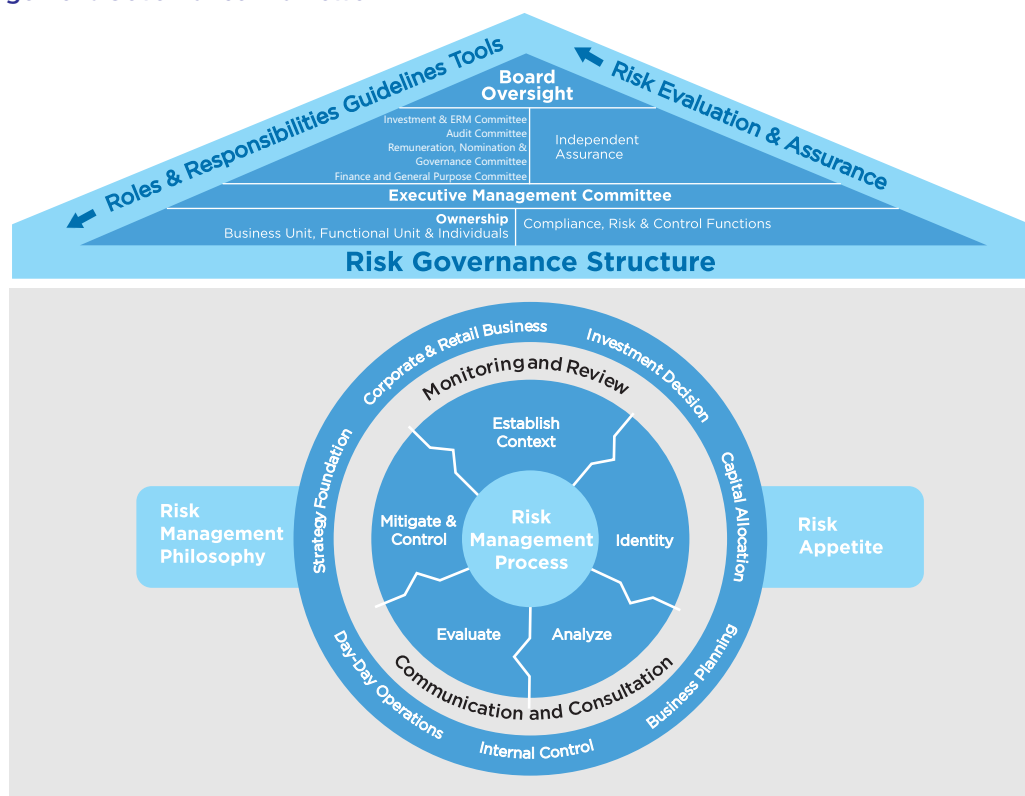 Roles & Responsibilities Guidelines Tools
Risk Evaluation & Assurance
Board
Oversight
Investment & ERM Committee
Audit Committee
Remuneration, Nomination &
Governance Committee
Finance and General Purpose Committee
Independent
Assurance
Executive Management Committee
Ownership
Business Unit, Functional Unit & Individuals
Compliance, Risk & Control Functions
Risk Governance Structure
Corporate & Retail Business
Investment Decision
Capital Allocation
Business Planning
Internal Control
Day-Day Operations
Strategy Foundation
Monitoring and Review
Communication and Consultation
Establish
Context
Identity
Analyze
Evaluate
Mitigate &
Control
Risk
Management
Process
Risk
Management
Philosophy
Risk
Appetite